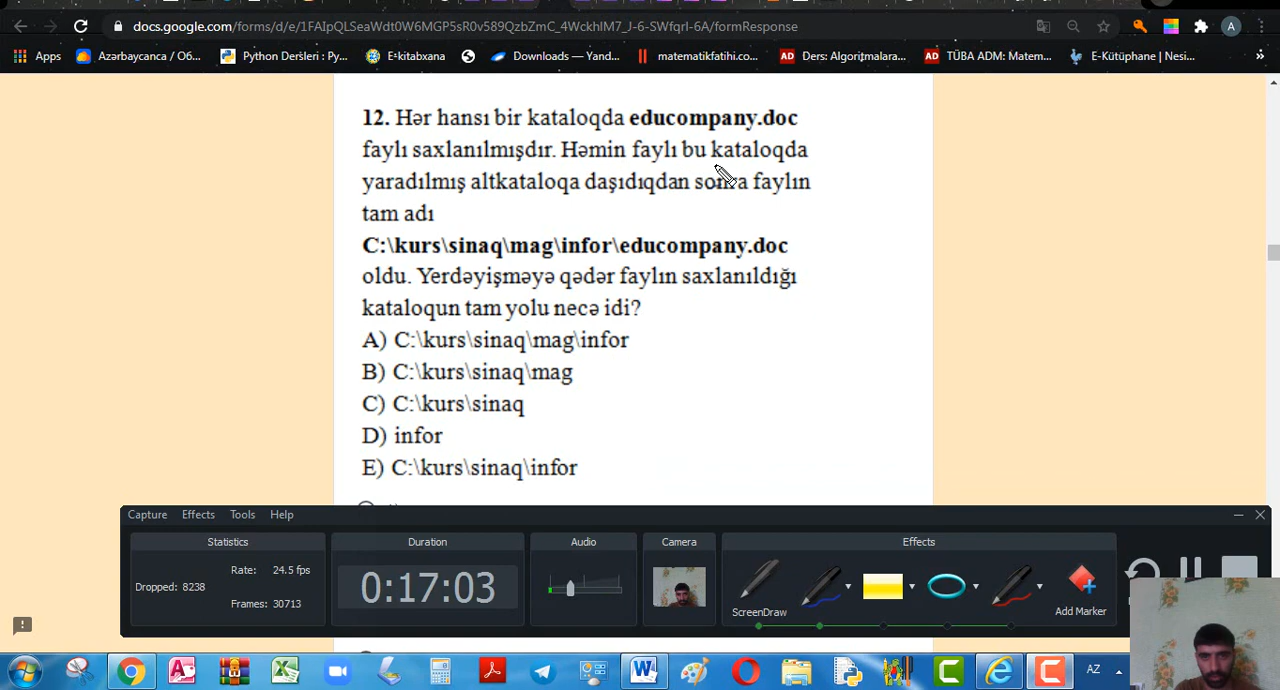 docs.google.com/forms/d/e/1FAIpQLSeaWdt0W6MGP5sR0v589QzbZmC_4WckhlM7_J-6-SWfqrI-6A/formResponse
A
Apps
Azərbaycanca / Об...
Python Dersleri : Py...
E-kitabxana
Downloads — Yand...
matematikfatihi.co...
AD
Ders: Algoritmalara...
AD
TÜBA ADM: Matem...
E-Kütüphane | Nesi...
»
12. Hər hansı bir kataloqda educompany.doc
faylı saxlanılmışdır. Həmin faylı bu kataloqda
yaradılmış altkataloqa daşıdıqdan sonra faylın
tam adı
C:\kurs\sinaq\mag\infor\educompany.doc
oldu. Yerdəyişməyə qədər faylın saxlanıldığı
kataloqun tam yolu necə idi?
A) C:\kurs\sinaq\mag\infor
B) C:\kurs\sinaq\mag
C) C:\kurs\sinaq
D) infor
E) C:\kurs\sinaq\infor
Capture Effects Tools Help
Statistics
Duration
Audio
Camera
Effects
Rate: 24.5 fps
Dropped: 8238
Frames: 30713
0:17:03
ScreenDraw
Add Marker
AZ